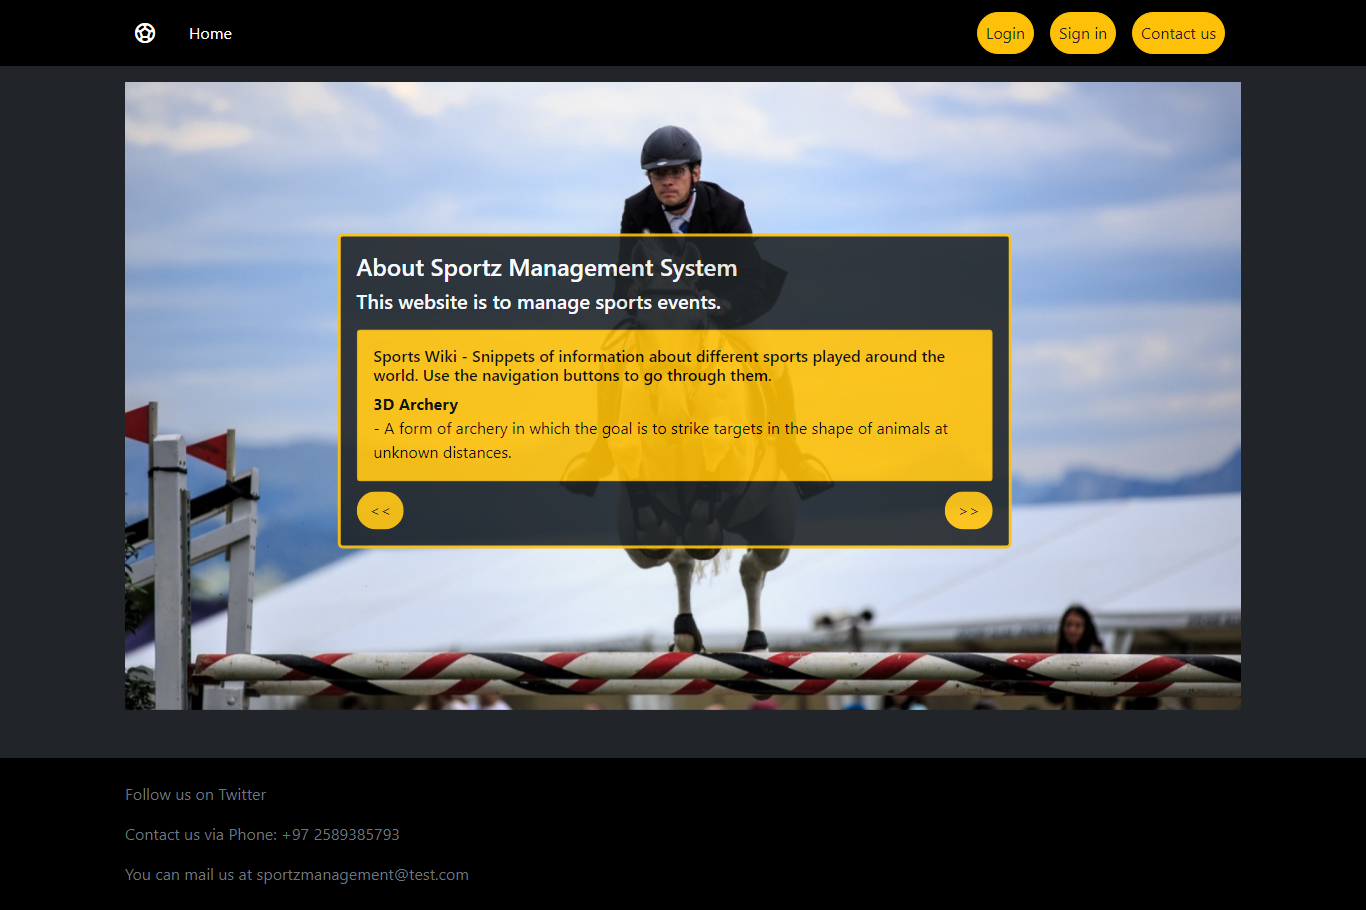 Home
Login
Sign in
Contact us
About Sportz Management System
This website is to manage sports events.
Sports Wiki - Snippets of information about different sports played around the
world. Use the navigation buttons to go through them.
3D Archery
- A form of archery in which the goal is to strike targets in the shape of animals at
unknown distances.
<<
>>
Follow us on Twitter
Contact us via Phone: +97 2589385793
You can mail us at sportzmanagement@test.com